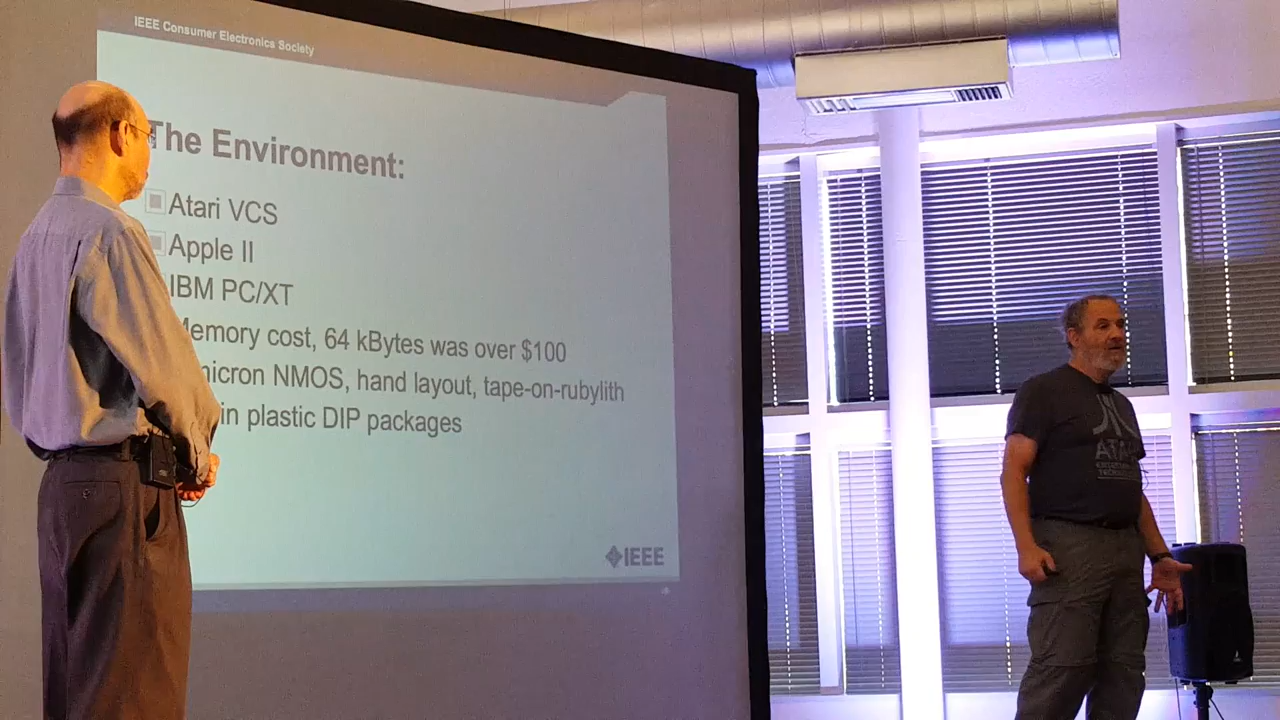 IEEE Consumer Electronics Society
The Environment:
Atari VCS
Apple II
IBM PC/XT
Memory cost, 64 kBytes was over $100
micron NMOS, hand layout, tape-on-rubylith
in plastic DIP packages
IEEE
ATARI